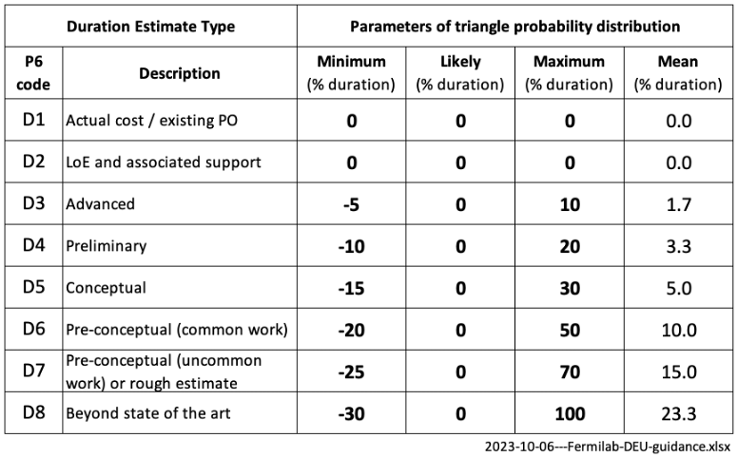 Duration Estimate Type Parameters of triangle probability distribution
P6 code Description Minimum (% duration) Likely (% duration) Maximum (% duration) Mean (% duration)
D1 Actual cost / existing PO 0 0 0 0.0
D2 LoE and associated support 0 0 0 0.0
D3 Advanced -5 0 10 1.7
D4 Preliminary -10 0 20 3.3
D5 Conceptual -15 0 30 5.0
D6 Pre-conceptual (common work) -20 0 50 10.0
D7 Pre-conceptual (uncommon work) or rough estimate -25 0 70 15.0
D8 Beyond state of the art -30 0 100 23.3
2023-10-06---Fermilab-DEU-guidance.xlsx